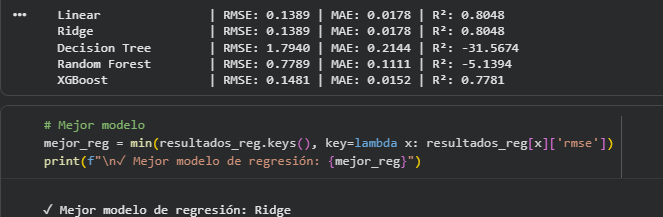 Linear | RMSE: 0.1389 | MAE: 0.0178 | R²: 0.8048
Ridge | RMSE: 0.1389 | MAE: 0.0178 | R²: 0.8048
Decision Tree | RMSE: 1.7940 | MAE: 0.2144 | R²: -31.5674
Random Forest | RMSE: 0.7789 | MAE: 0.1111 | R²: -5.1394
XGBoost | RMSE: 0.1481 | MAE: 0.0152 | R²: 0.7781
# Mejor modelo
mejor_reg = min(resultados_reg.keys(), key=lambda x: resultados_reg[x]['rmse'])
print(f"\n✓ Mejor modelo de regresión: {mejor_reg}")
✓ Mejor modelo de regresión: Ridge